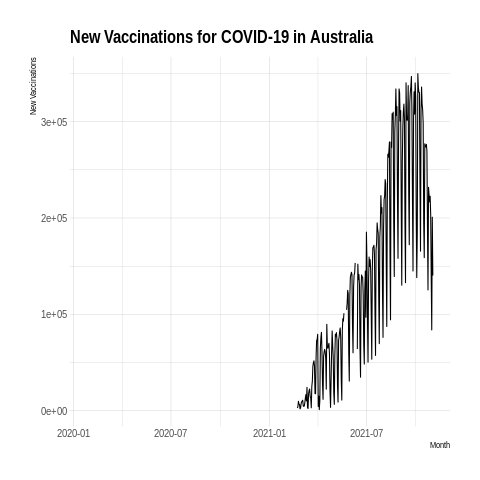 New Vaccinations for COVID-19 in Australia
New Vaccinations
3e+05
2e+05
1e+05
0e+00
2020-01 2020-07 2021-01 2021-07
Month